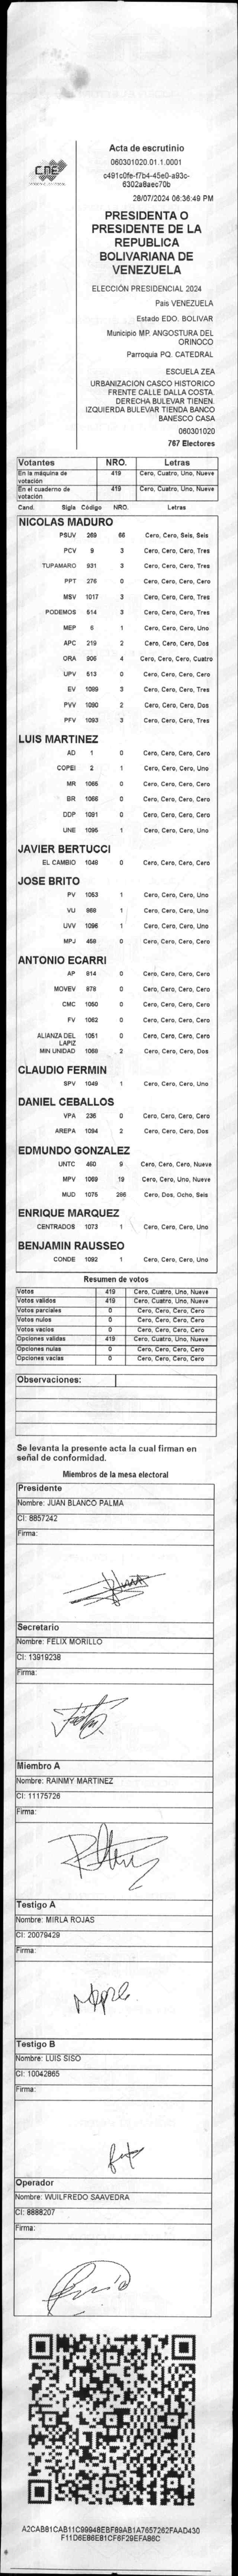 CNE
Acta de escrutinio
060301020.01.1.0001
c491c0fe-f7b4-45e0-a93c-
6302a8aec70b
28/07/2024 06:36:49 PM
PRESIDENTA O
PRESIDENTE DE LA
REPUBLICA
BOLIVARIANA DE
VENEZUELA
ELECCIÓN PRESIDENCIAL 2024
Pais VENEZUELA
Estado EDO. BOLIVAR
Municipio MP. ANGOSTURA DEL
ORINOCO
Parroquia PQ. CATEDRAL
ESCUELA ZEA
URBANIZACION CASCO HISTORICO
FRENTE CALLE DALLA COSTA.
DERECHA BULEVAR TIENEN.
IZQUIERDA BULEVAR TIENDA BANCO
BANESCO CASA
060301020
767 Electores
Votantes NRO. Letras
En la máquina de votación 419 Cero, Cuatro, Uno, Nueve
En el cuaderno de votación 419 Cero, Cuatro, Uno, Nueve
Cand. Sigla Código NRO. Letras
NICOLAS MADURO
PSUV 269 66 Cero, Cero, Seis, Seis
PCV 9 3 Cero, Cero, Cero, Tres
TUPAMARO 931 3 Cero, Cero, Cero, Tres
PPT 276 0 Cero, Cero, Cero, Cero
MSV 1017 3 Cero, Cero, Cero, Tres
PODEMOS 514 3 Cero, Cero, Cero, Tres
MEP 6 1 Cero, Cero, Cero, Uno
APC 219 2 Cero, Cero, Cero, Dos
ORA 906 4 Cero, Cero, Cero, Cuatro
UPV 513 0 Cero, Cero, Cero, Cero
EV 1089 3 Cero, Cero, Cero, Tres
PVV 1090 2 Cero, Cero, Cero, Dos
PFV 1093 3 Cero, Cero, Cero, Tres
LUIS MARTINEZ
AD 1 0 Cero, Cero, Cero, Cero
COPEI 2 1 Cero, Cero, Cero, Uno
MR 1065 0 Cero, Cero, Cero, Cero
BR 1066 0 Cero, Cero, Cero, Cero
DDP 1091 0 Cero, Cero, Cero, Cero
UNE 1095 1 Cero, Cero, Cero, Uno
JAVIER BERTUCCI
EL CAMBIO 1048 0 Cero, Cero, Cero, Cero
JOSE BRITO
PV 1053 1 Cero, Cero, Cero, Uno
VU 868 1 Cero, Cero, Cero, Uno
UVV 1096 1 Cero, Cero, Cero, Uno
MPJ 458 0 Cero, Cero, Cero, Cero
ANTONIO ECARRI
AP 814 0 Cero, Cero, Cero, Cero
MOVEV 878 0 Cero, Cero, Cero, Cero
CMC 1050 0 Cero, Cero, Cero, Cero
FV 1062 0 Cero, Cero, Cero, Cero
ALIANZA DEL LAPIZ 1051 0 Cero, Cero, Cero, Cero
MIN UNIDAD 1068 2 Cero, Cero, Cero, Dos
CLAUDIO FERMIN
SPV 1049 1 Cero, Cero, Cero, Uno
DANIEL CEBALLOS
VPA 236 0 Cero, Cero, Cero, Cero
AREPA 1094 2 Cero, Cero, Cero, Dos
EDMUNDO GONZALEZ
UNTC 460 9 Cero, Cero, Cero, Nueve
MPV 1069 19 Cero, Cero, Uno, Nueve
MUD 1075 286 Cero, Dos, Ocho, Seis
ENRIQUE MARQUEZ
CENTRADOS 1073 1 Cero, Cero, Cero, Uno
BENJAMIN RAUSSEO
CONDE 1092 1 Cero, Cero, Cero, Uno
Resumen de votos
Votos 419 Cero, Cuatro, Uno, Nueve
Votos validos 419 Cero, Cuatro, Uno, Nueve
Votos parciales 0 Cero, Cero, Cero, Cero
Votos nulos 0 Cero, Cero, Cero, Cero
Votos vacios 0 Cero, Cero, Cero, Cero
Opciones validas 419 Cero, Cuatro, Uno, Nueve
Opciones nulas 0 Cero, Cero, Cero, Cero
Opciones vacias 0 Cero, Cero, Cero, Cero
Observaciones:
Se levanta la presente acta la cual firman en
señal de conformidad.
Miembros de la mesa electoral
Presidente
Nombre: JUAN BLANCO PALMA
CI: 8857242
Firma:
Secretario
Nombre: FELIX MORILLO
CI: 13919238
Firma:
Miembro A
Nombre: RAINMY MARTINEZ
CI: 11175726
Firma:
Testigo A
Nombre: MIRLA ROJAS
CI: 20079429
Firma:
Testigo B
Nombre: LUIS SISO
CI: 10042865
Firma:
Operador
Nombre: WUILFREDO SAAVEDRA
CI: 8888207
Firma:
A2CAB81CAB11C99948EBF89AB1A7657262FAAD430
F11D6E86E81CF6F29EFA86C